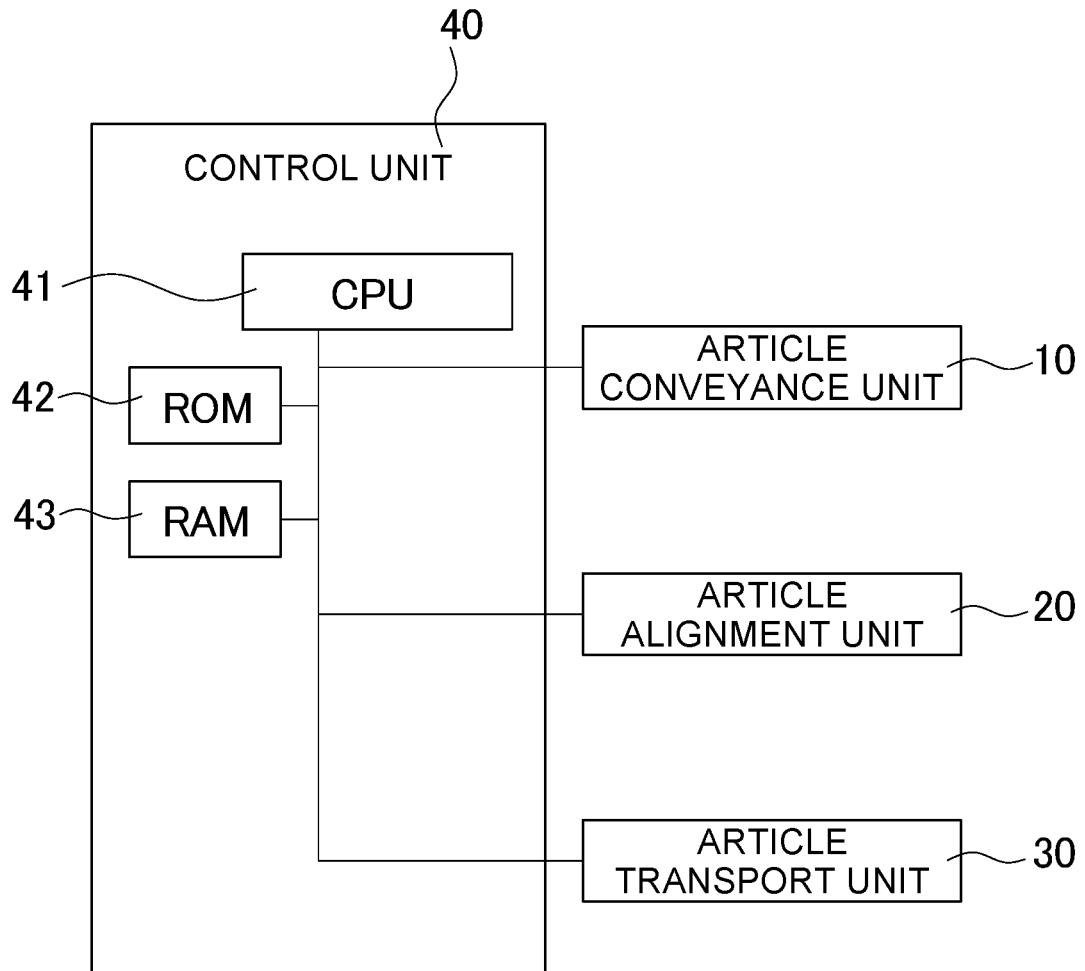 40
CONTROL UNIT
41
CPU
ARTICLE
CONVEYANCE UNIT
10
42
ROM
43
RAM
ARTICLE
ALIGNMENT UNIT
20
ARTICLE
TRANSPORT UNIT
30